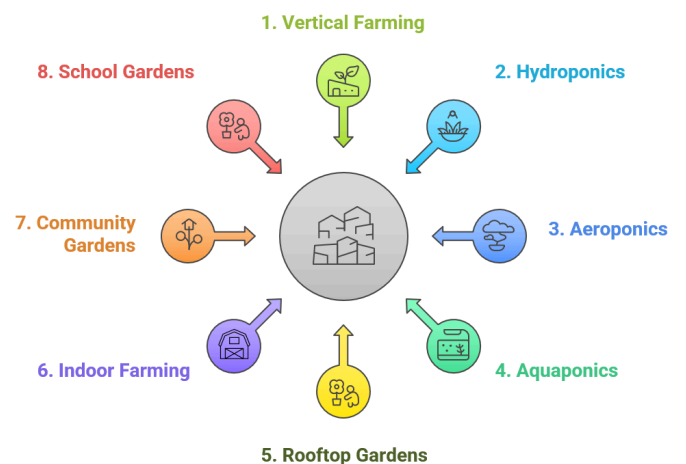 1. Vertical Farming
2. Hydroponics
3. Aeroponics
4. Aquaponics
5. Rooftop Gardens
6. Indoor Farming
7. Community
Gardens
8. School Gardens